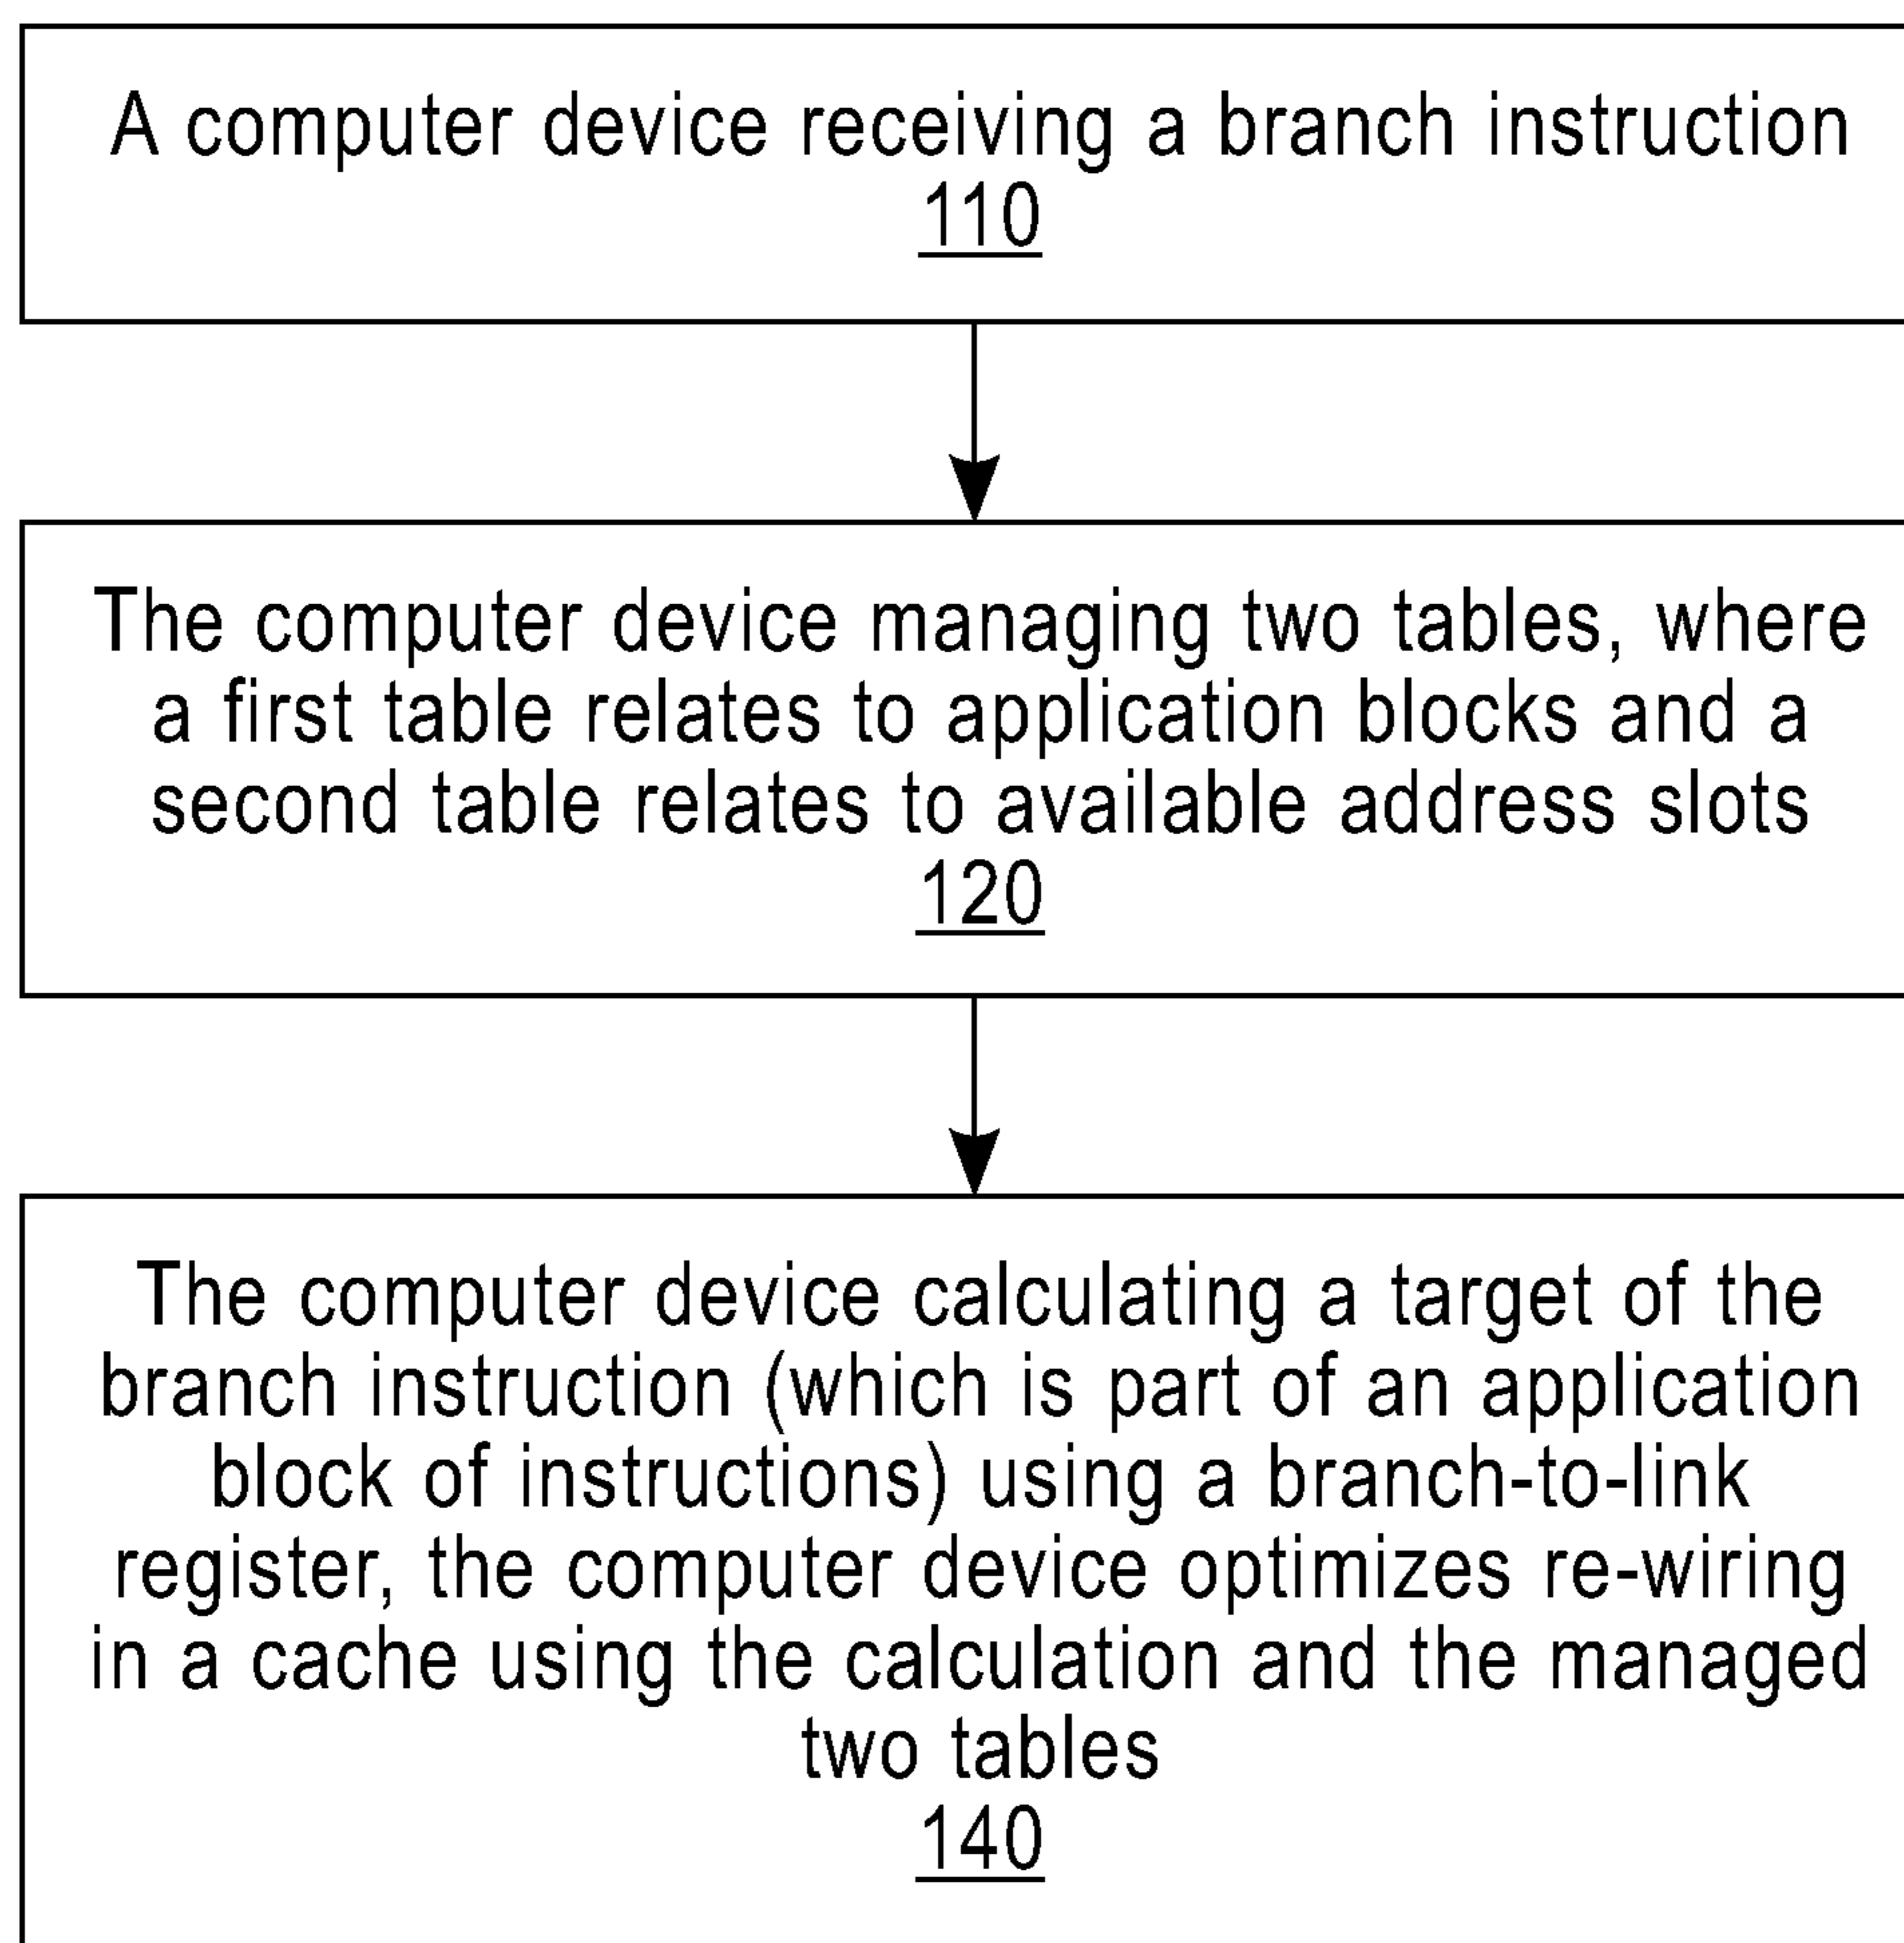 A computer device receiving a branch instruction
110
The computer device managing two tables, where
a first table relates to application blocks and a
second table relates to available address slots
120
The computer device calculating a target of the
branch instruction (which is part of an application
block of instructions) using a branch-to-link
register, the computer device optimizes re-wiring
in a cache using the calculation and the managed
two tables
140